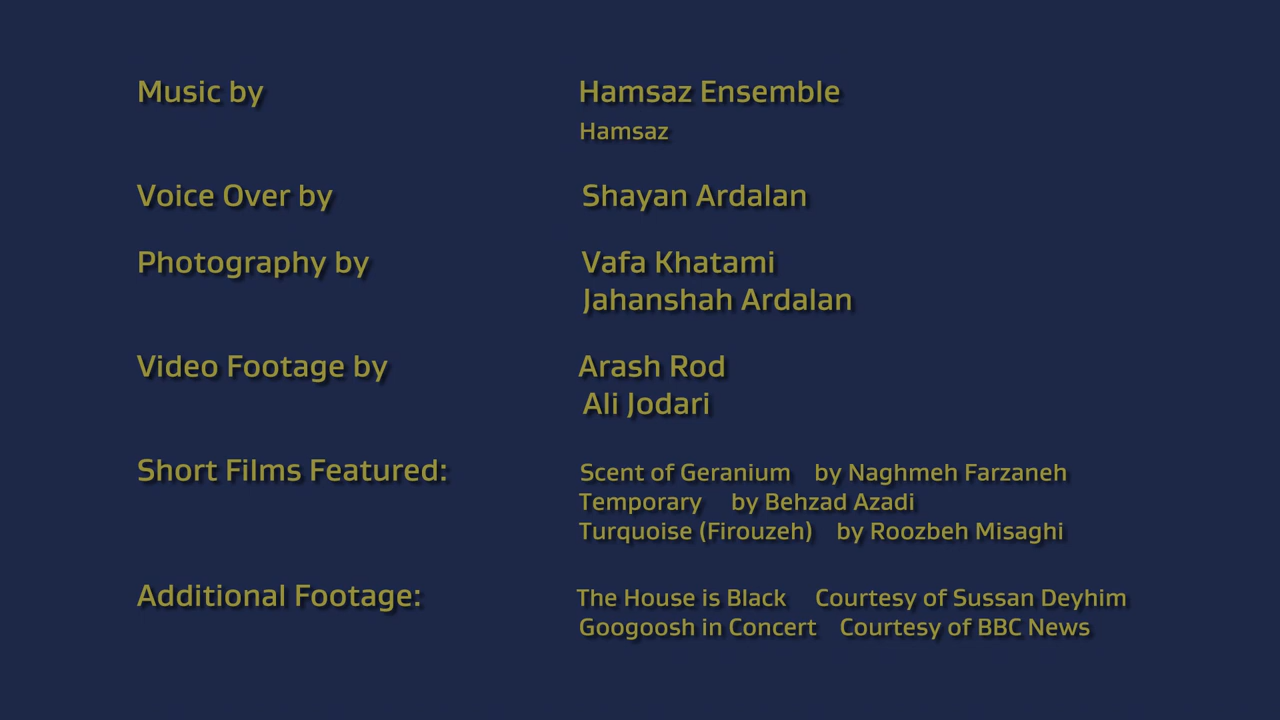 Music by Hamsaz Ensemble
Hamsaz
Voice Over by Shayan Ardalan
Photography by Vafa Khatami
Jahanshah Ardalan
Video Footage by Arash Rod
Ali Jodari
Short Films Featured: Scent of Geranium by Naghmeh Farzaneh
Temporary by Behzad Azadi
Turquoise (Firouzeh) by Roozbeh Misaghi
Additional Footage: The House is Black Courtesy of Sussan Deyhim
Googoosh in Concert Courtesy of BBC News